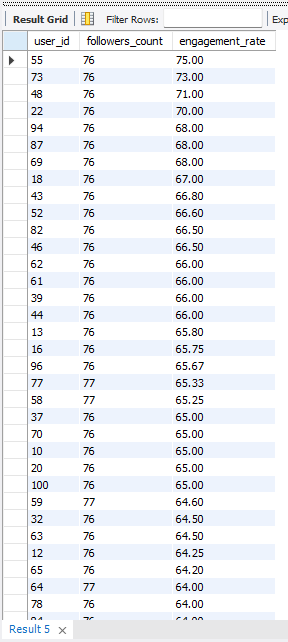 Result Grid Filter Rows: Exp
user_id followers_count engagement_rate
55 76 75.00
73 76 73.00
48 76 71.00
22 76 70.00
94 76 68.00
87 76 68.00
69 76 68.00
18 76 67.00
43 76 66.80
52 76 66.60
82 76 66.50
46 76 66.50
62 76 66.00
61 76 66.00
39 76 66.00
44 76 66.00
13 76 65.80
16 76 65.75
96 76 65.67
77 77 65.33
58 77 65.25
37 76 65.00
70 76 65.00
10 76 65.00
20 76 65.00
100 76 65.00
59 77 64.60
32 76 64.50
63 76 64.50
12 76 64.25
65 76 64.20
64 77 64.00
78 76 64.00
76 64.00
Result 5